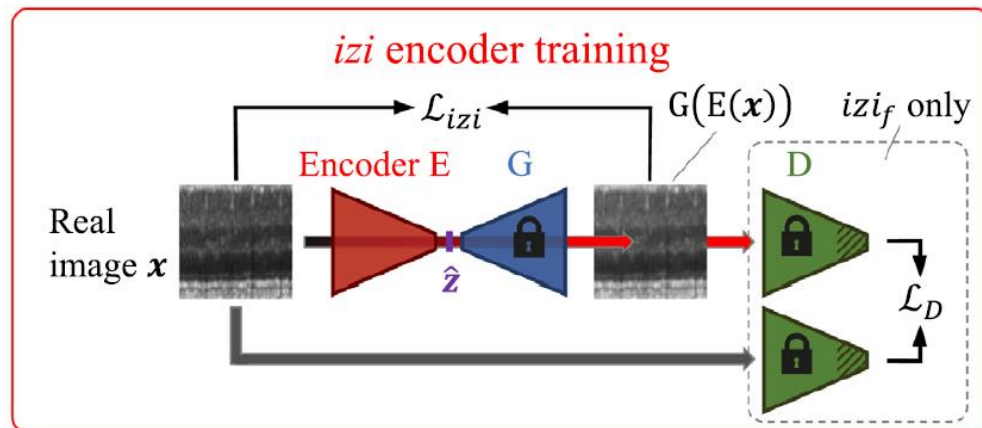 izi encoder training
ℒ_izi
G(E(𝒙))
izi_f only
Encoder E
G
D
Real
image 𝒙
ẑ
ℒ_D